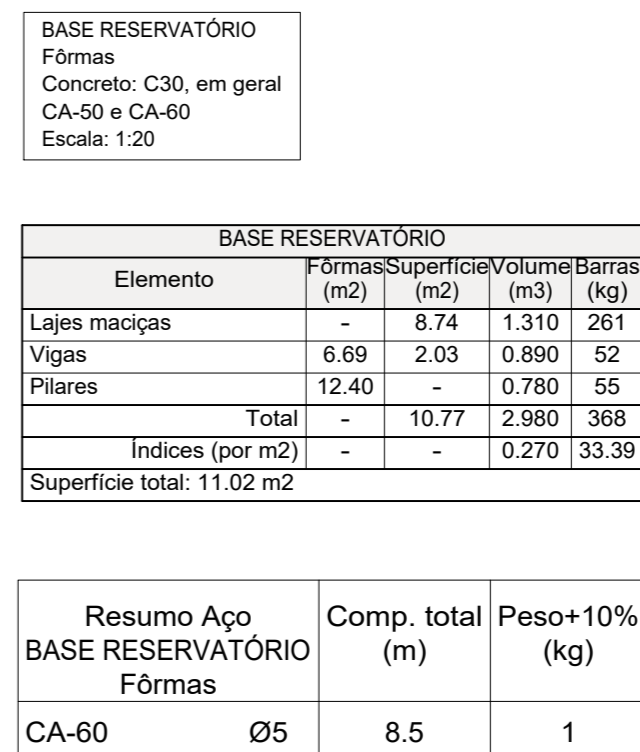 BASE RESERVATÓRIO
Fôrmas
Concreto: C30, em geral
CA-50 e CA-60
Escala: 1:20
BASE RESERVATÓRIO
Elemento Fôrmas (m2) Superfície (m2) Volume (m3) Barras (kg)
Lajes maciças - 8.74 1.310 261
Vigas 6.69 2.03 0.890 52
Pilares 12.40 - 0.780 55
Total - 10.77 2.980 368
Índices (por m2) - - 0.270 33.39
Superfície total: 11.02 m2
Resumo Aço Comp. total Peso+10%
BASE RESERVATÓRIO (m) (kg)
Fôrmas
CA-60 Ø5 8.5 1